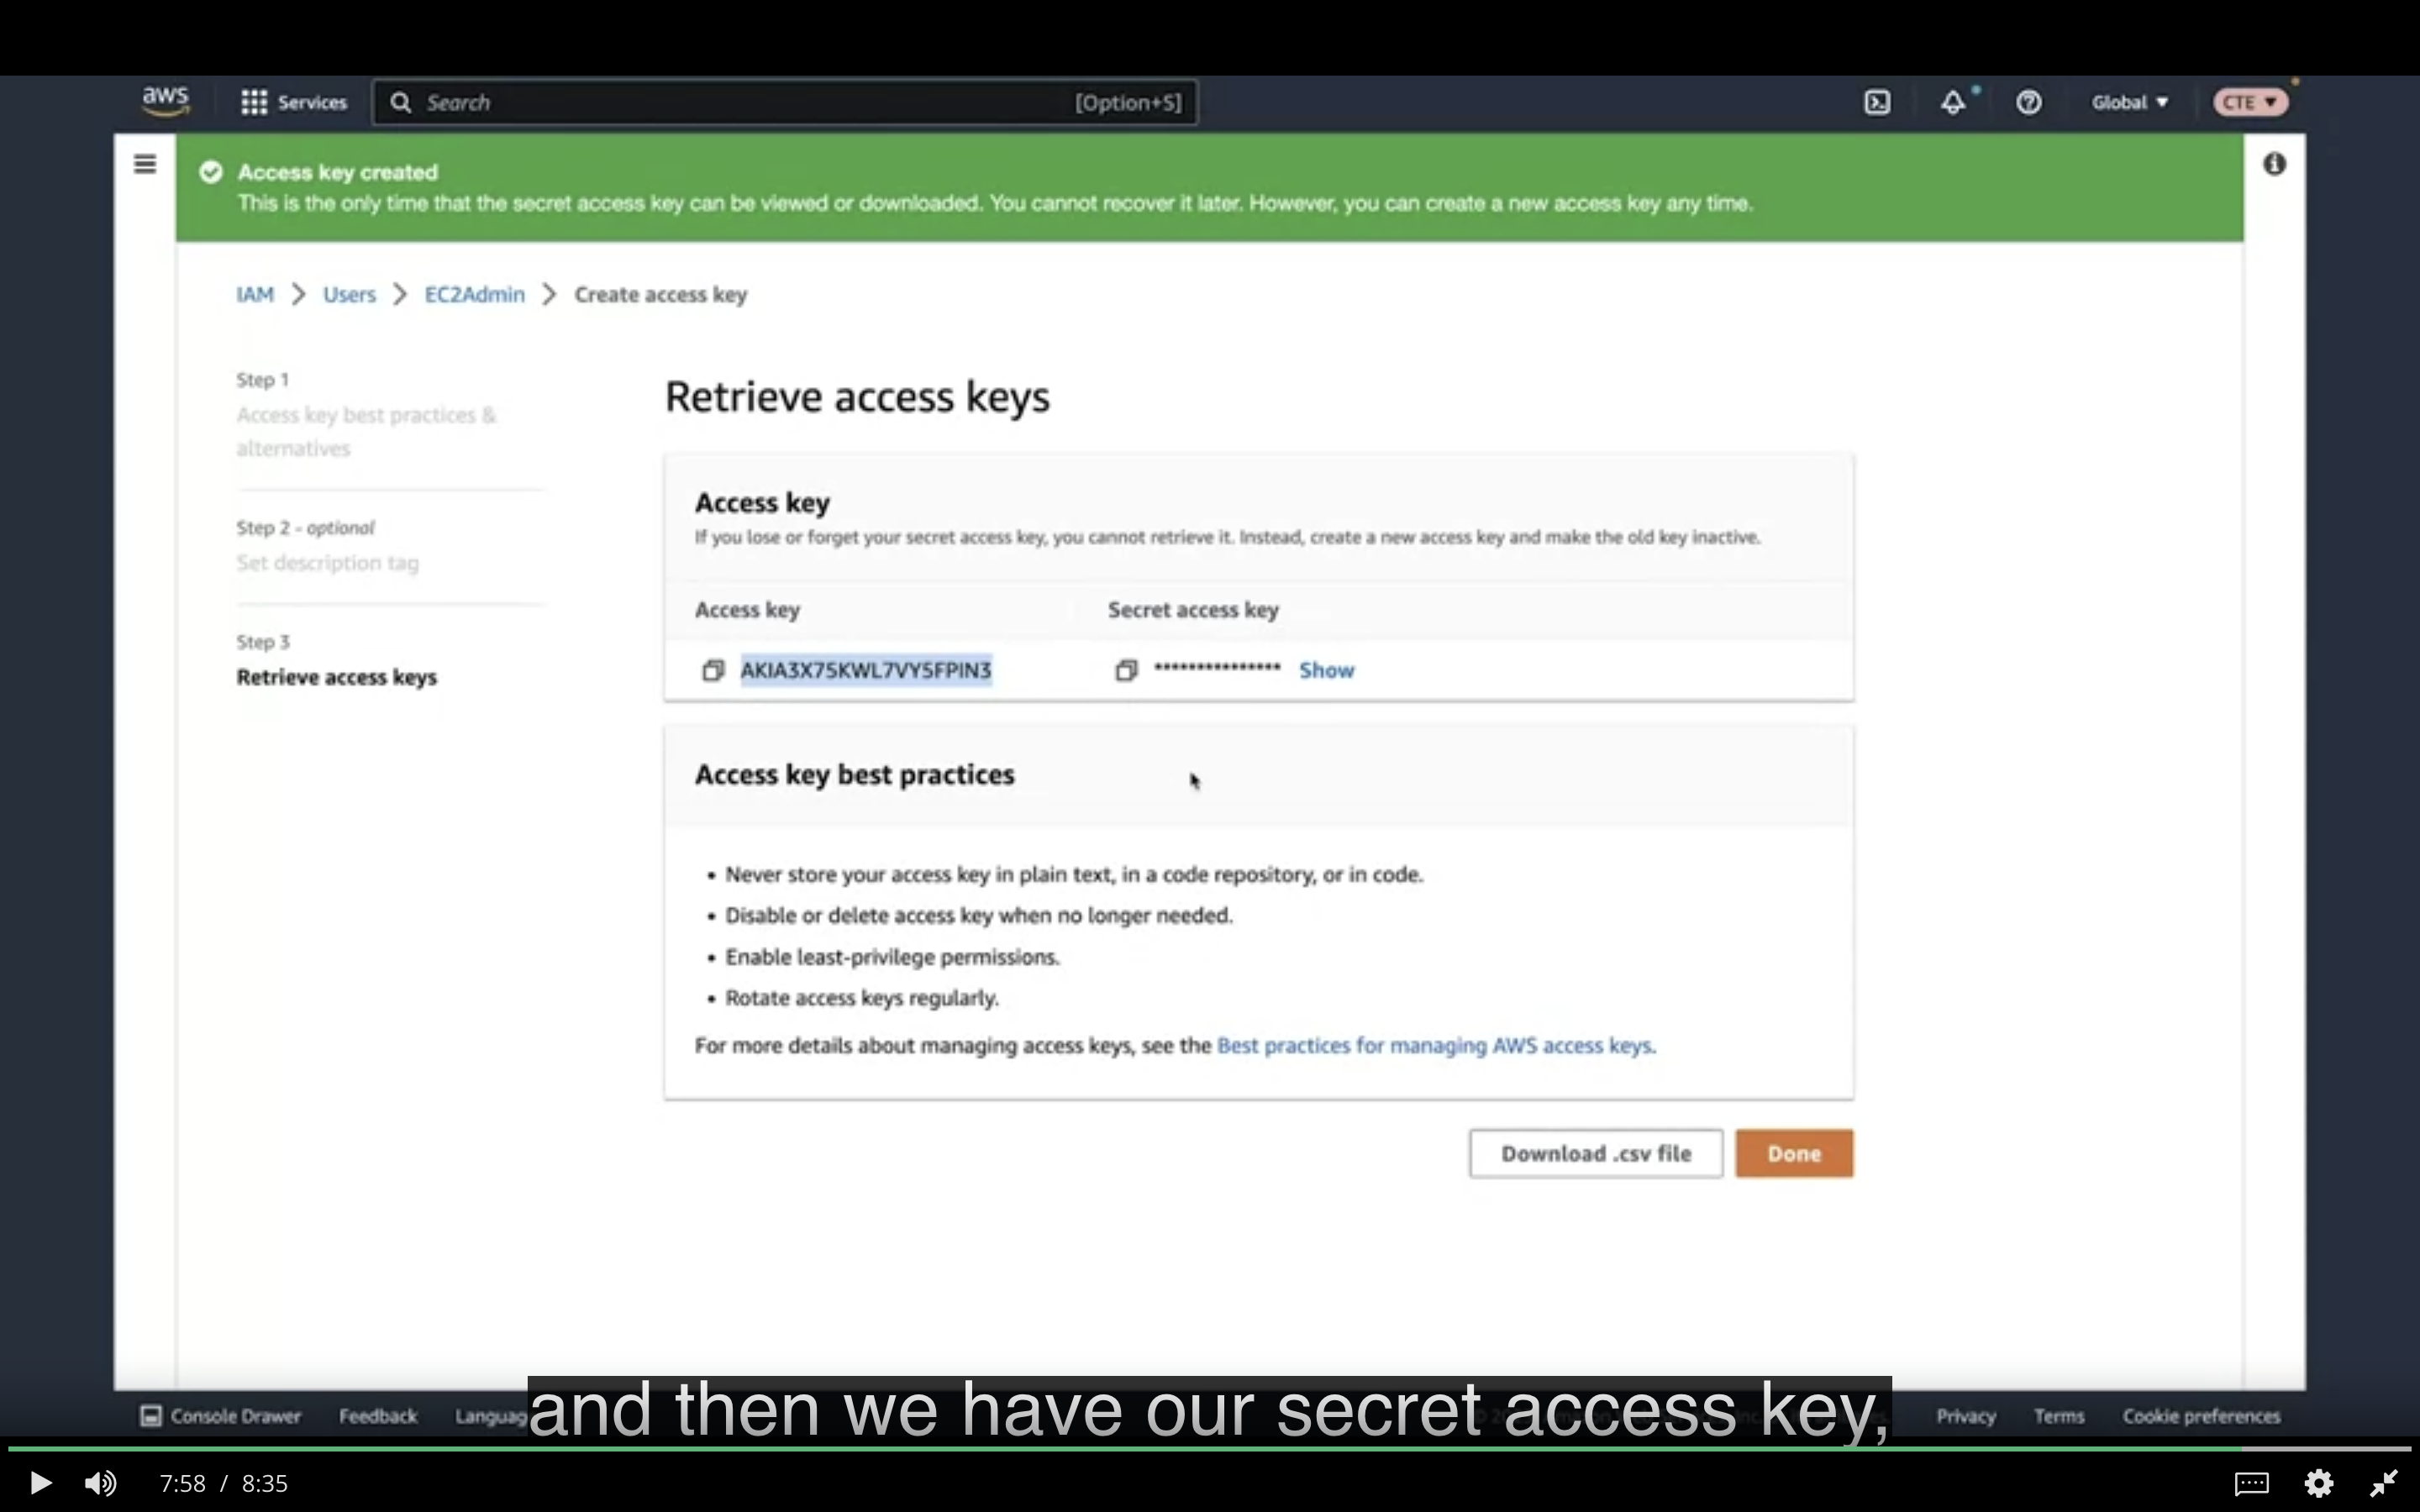 aws Services Search [Option+S] Global CTE
Access key created
This is the only time that the secret access key can be viewed or downloaded. You cannot recover it later. However, you can create a new access key any time.
IAM > Users > EC2Admin > Create access key
Step 1
Access key best practices &
alternatives
Step 2 - optional
Set description tag
Step 3
Retrieve access keys
Retrieve access keys
Access key
If you lose or forget your secret access key, you cannot retrieve it. Instead, create a new access key and make the old key inactive.
Access key Secret access key
AKIA3X75KWL7VY5FPIN3 *************** Show
Access key best practices
• Never store your access key in plain text, in a code repository, or in code.
• Disable or delete access key when no longer needed.
• Enable least-privilege permissions.
• Rotate access keys regularly.
For more details about managing access keys, see the Best practices for managing AWS access keys.
Download .csv file Done
and then we have our secret access key,
Console Drawer Feedback Privacy Terms Cookie preferences
7:58 / 8:35